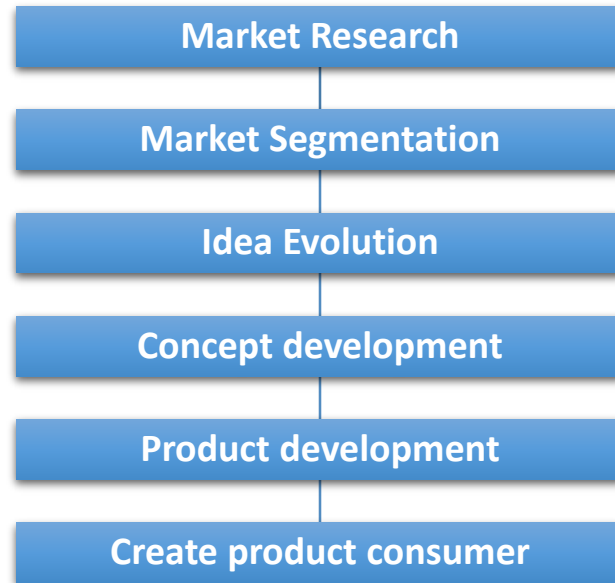 Market Research
Market Segmentation
Idea Evolution
Concept development
Product development
Create product consumer